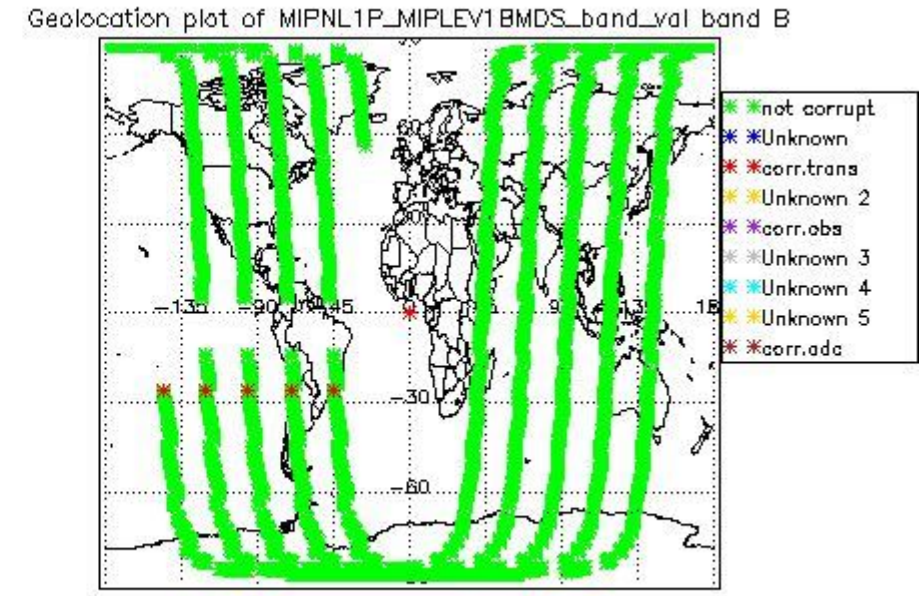 Geolocation plot of MIPNL1P_MIPLEV1BMDS_band_val band B
not corrupt
Unknown
corr.trans
Unknown 2
corr.obs
Unknown 3
Unknown 4
Unknown 5
corr.adc
60
-135 -90 -45
-30
-60